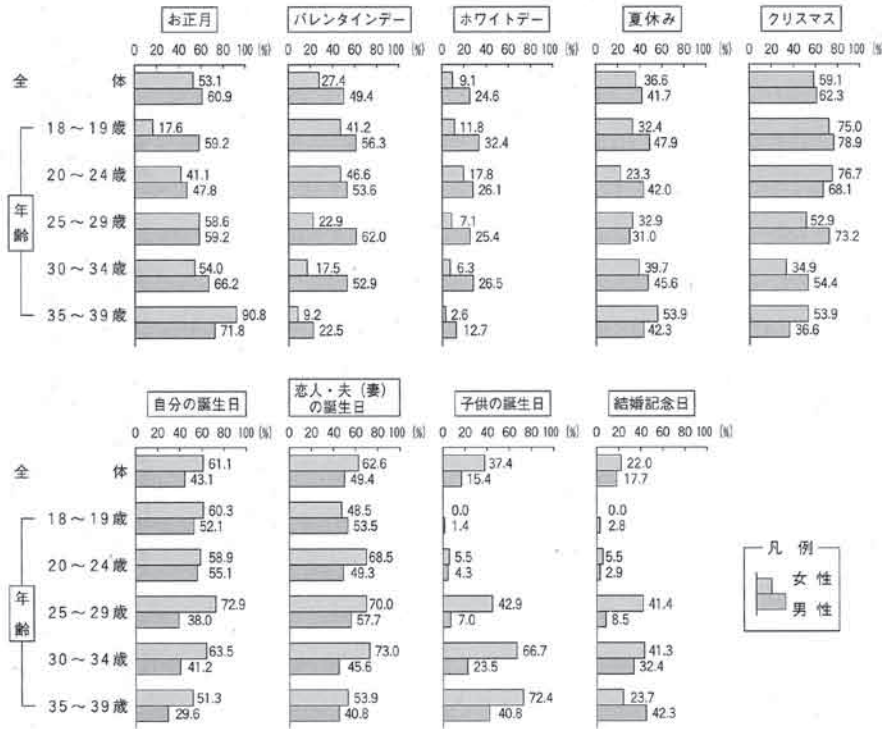 お正月 バレンタインデー ホワイトデー 夏休み クリスマス
0 20 40 60 80 100 (%) 0 20 40 60 80 100 (%) 0 20 40 60 80 100 (%) 0 20 40 60 80 100 (%) 0 20 40 60 80 100 (%)
全体 53.1 27.4 9.1 36.6 59.1
60.9 49.4 24.6 41.7 62.3
18～19歳 17.6 41.2 11.8 32.4 75.0
59.2 56.3 32.4 47.9 78.9
20～24歳 41.1 46.6 17.8 23.3 76.7
47.8 53.6 26.1 42.0 68.1
年齢
25～29歳 58.6 22.9 7.1 32.9 52.9
59.2 62.0 25.4 31.0 73.2
30～34歳 54.0 17.5 6.3 39.7 34.9
66.2 52.9 26.5 45.6 54.4
35～39歳 90.8 9.2 2.6 53.9 53.9
71.8 22.5 12.7 42.3 36.6
自分の誕生日 恋人・夫（妻）の誕生日 子供の誕生日 結婚記念日
0 20 40 60 80 100 (%) 0 20 40 60 80 100 (%) 0 20 40 60 80 100 (%) 0 20 40 60 80 100 (%)
全体 61.1 62.6 37.4 22.0
43.1 49.4 15.4 17.7
18～19歳 60.3 48.5 0.0 0.0
52.1 53.5 1.4 2.8
20～24歳 58.9 68.5 5.5 5.5
55.1 49.3 4.3 2.9
年齢
25～29歳 72.9 70.0 42.9 41.4
38.0 57.7 7.0 8.5
30～34歳 63.5 73.0 66.7 41.3
41.2 45.6 23.5 32.4
35～39歳 51.3 53.9 72.4 23.7
29.6 40.8 40.8 42.3
凡例
女性
男性